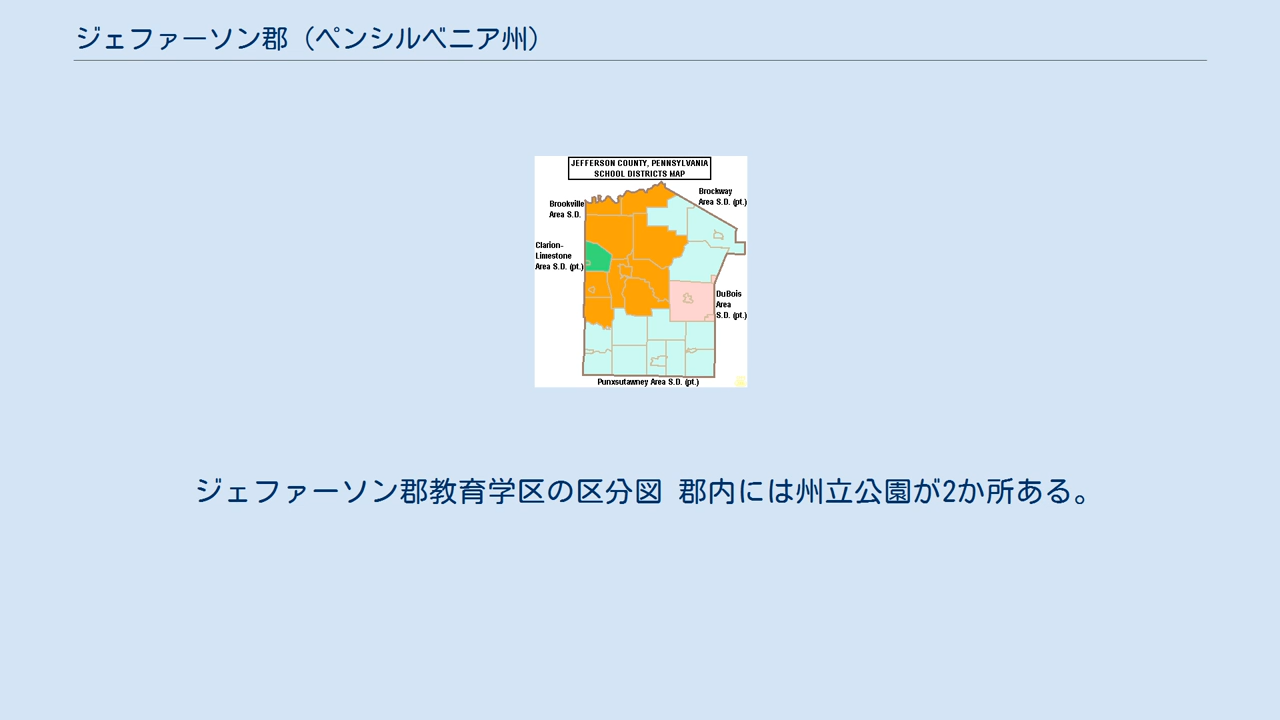 ジェファーソン郡（ペンシルベニア州）
JEFFERSON COUNTY, PENNSYLVANIA
SCHOOL DISTRICTS MAP
Brockway
Area S.D. (pt.)
Brookville
Area S.D.
Clarion-
Limestone
Area S.D. (pt.)
DuBois
Area
S.D. (pt.)
Punxsutawney Area S.D. (pt.)
ジェファーソン郡教育学区の区分図 郡内には州立公園が2か所ある。